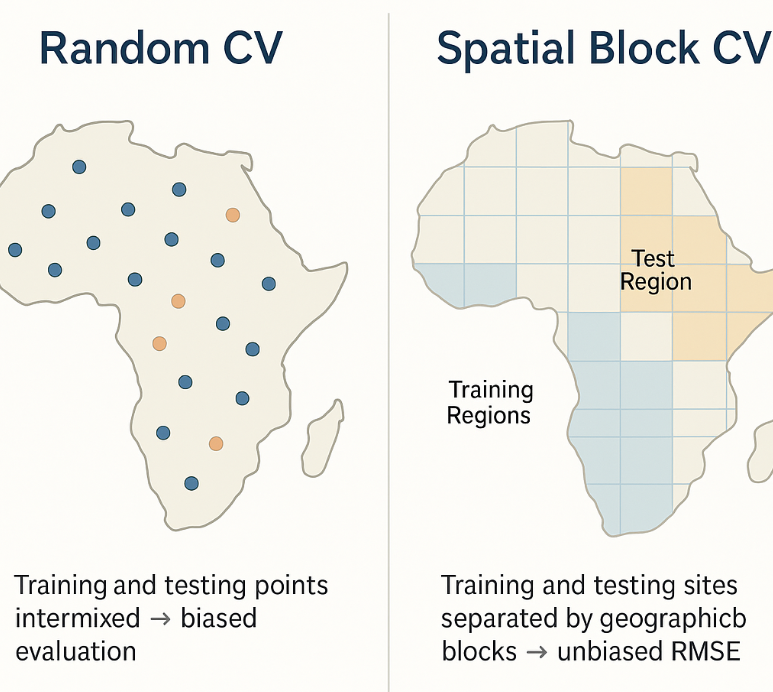 Random CV
Training and testing points
intermixed → biased
evaluation
Spatial Block CV
Test
Region
Training
Regions
Training and testing sites
separated by geographicb
blocks → unbiased RMSE